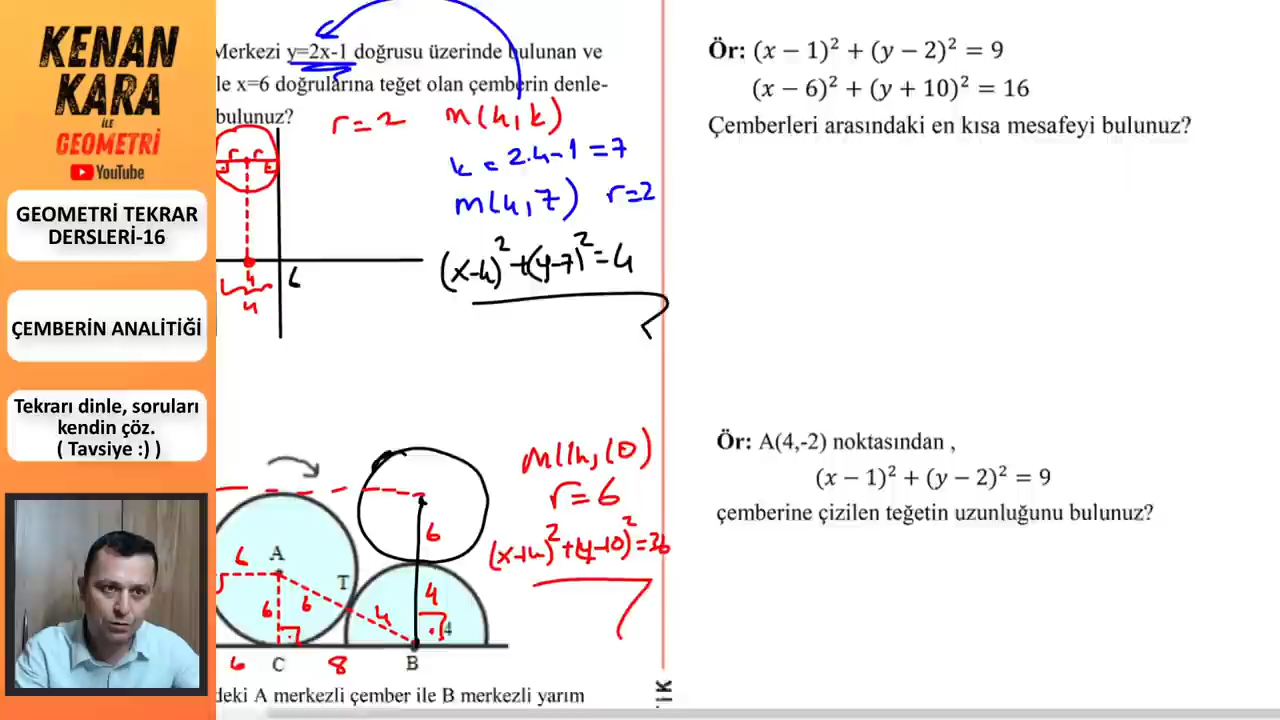 KENAN
KARA
İLE
GEOMETRİ
YouTube
GEOMETRİ TEKRAR
DERSLERİ-16
ÇEMBERİN ANALİTİĞİ
Tekrarı dinle, soruları
kendin çöz.
( Tavsiye :) )
Merkezi y=2x-1 doğrusu üzerinde bulunan ve
le x=6 doğrularına teğet olan çemberin denle-
bulunuz?
r=2 M(4,k)
k=2.4-1=7
M(4,7) r=2
(x-4)²+(y-7)²=4
r r
6
4
4
M(14,10)
r=6
(x-14)²+(y-10)²=36
6 A 6
T
6 6 4 4 4
6 C 8 B
deki A merkezli çember ile B merkezli yarım
Ör: (x − 1)² + (y − 2)² = 9
(x − 6)² + (y + 10)² = 16
Çemberleri arasındaki en kısa mesafeyi bulunuz?
Ör: A(4,-2) noktasından ,
(x − 1)² + (y − 2)² = 9
çemberine çizilen teğetin uzunluğunu bulunuz?